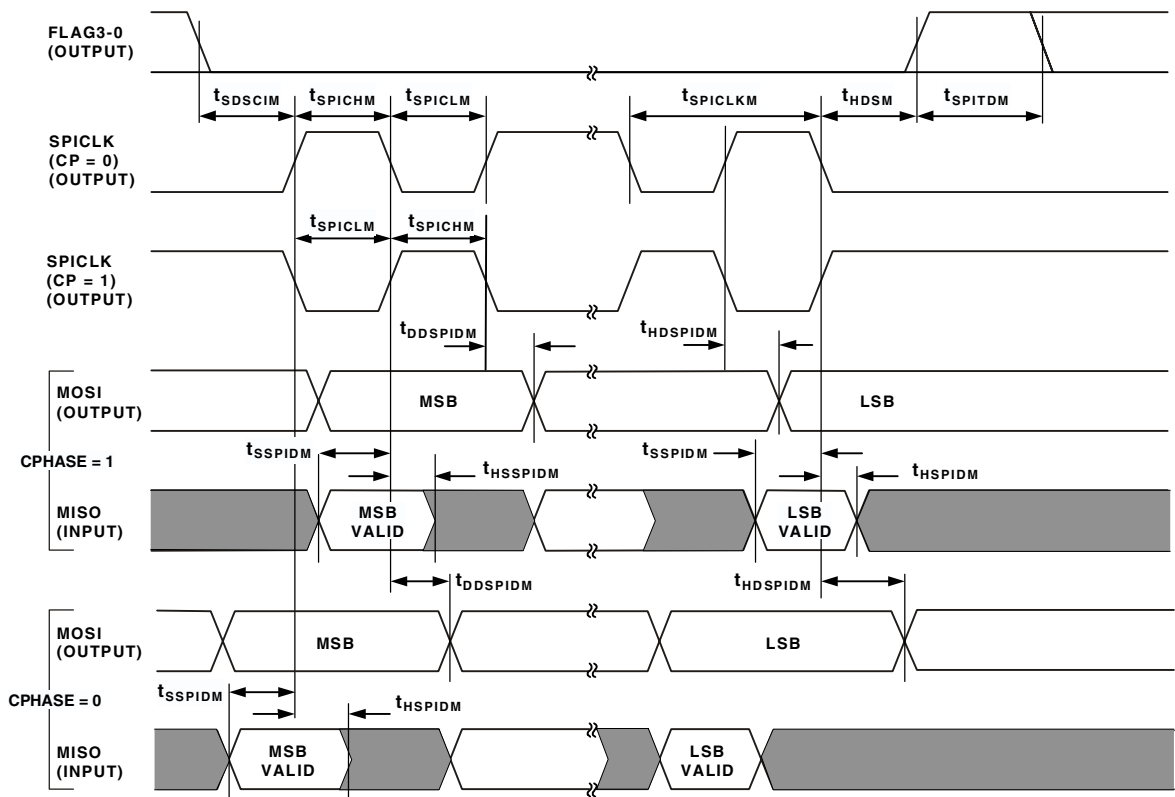 FLAG3-0
(OUTPUT)
tSDSCIM
tSPICHM
tSPICLM
tSPICLKM
tHDSM
tSPITDM
SPICLK
(CP = 0)
(OUTPUT)
tSPICLM
tSPICHM
SPICLK
(CP = 1)
(OUTPUT)
tDDSPIDM
tHDSPIDM
MOSI
(OUTPUT)
MSB
LSB
CPHASE = 1
tSSPIDM
tHSSPIDM
tSSPIDM
tHSPIDM
MISO
(INPUT)
MSB
VALID
LSB
VALID
tDDSPIDM
tHDSPIDM
MOSI
(OUTPUT)
MSB
LSB
CPHASE = 0
tSSPIDM
tHSPIDM
MISO
(INPUT)
MSB
VALID
LSB
VALID